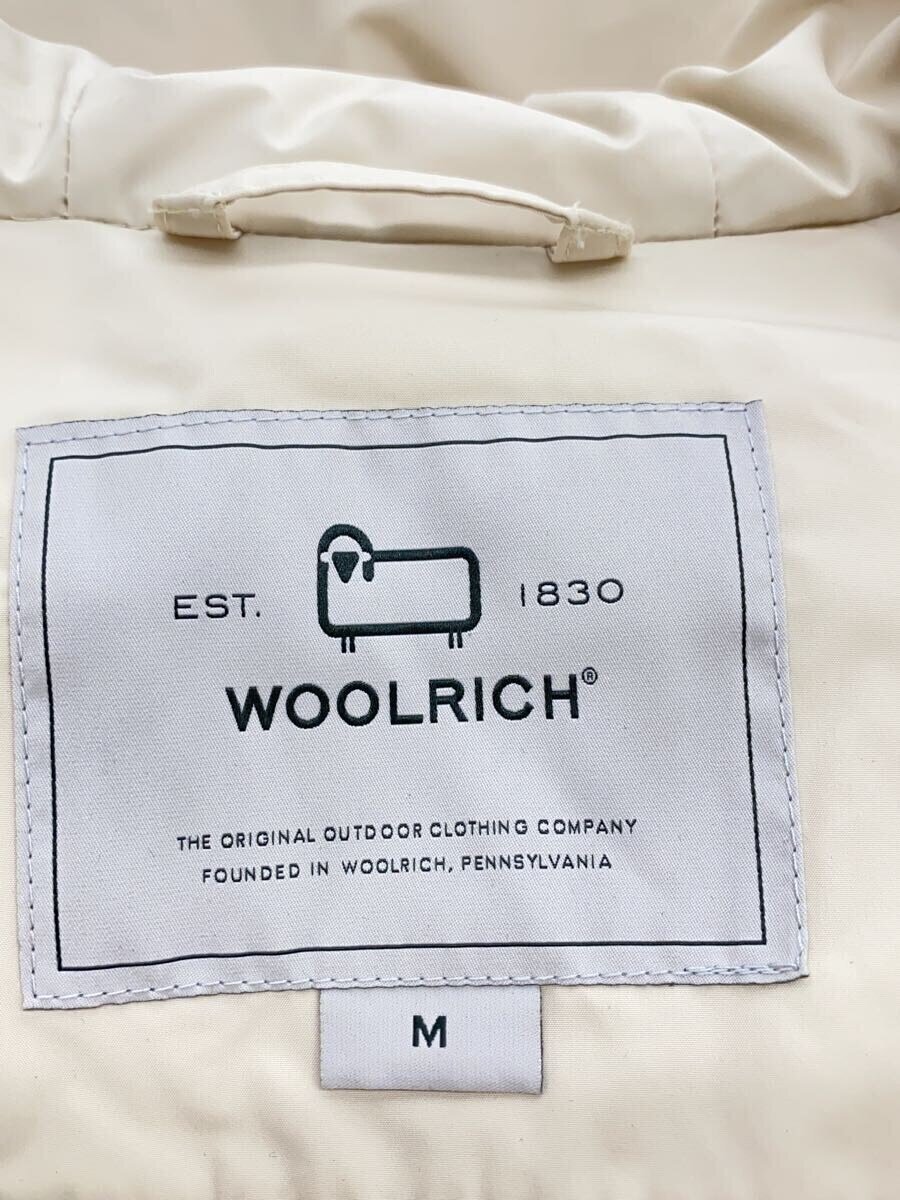 EST. 1830
WOOLRICH®
THE ORIGINAL OUTDOOR CLOTHING COMPANY
FOUNDED IN WOOLRICH, PENNSYLVANIA
M